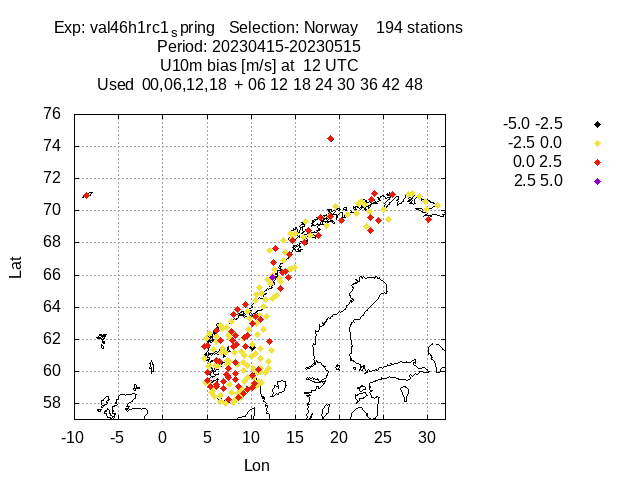 Exp: val46h1rc1spring   Selection: Norway    194 stations
Period: 20230415-20230515
U10m bias [m/s] at  12 UTC
Used  00,06,12,18  + 06 12 18 24 30 36 42 48
-5.0 -2.5
-2.5 0.0
0.0 2.5
2.5 5.0
76
74
72
70
68
66
64
62
60
58
Lat
-10 -5 0 5 10 15 20 25 30
Lon